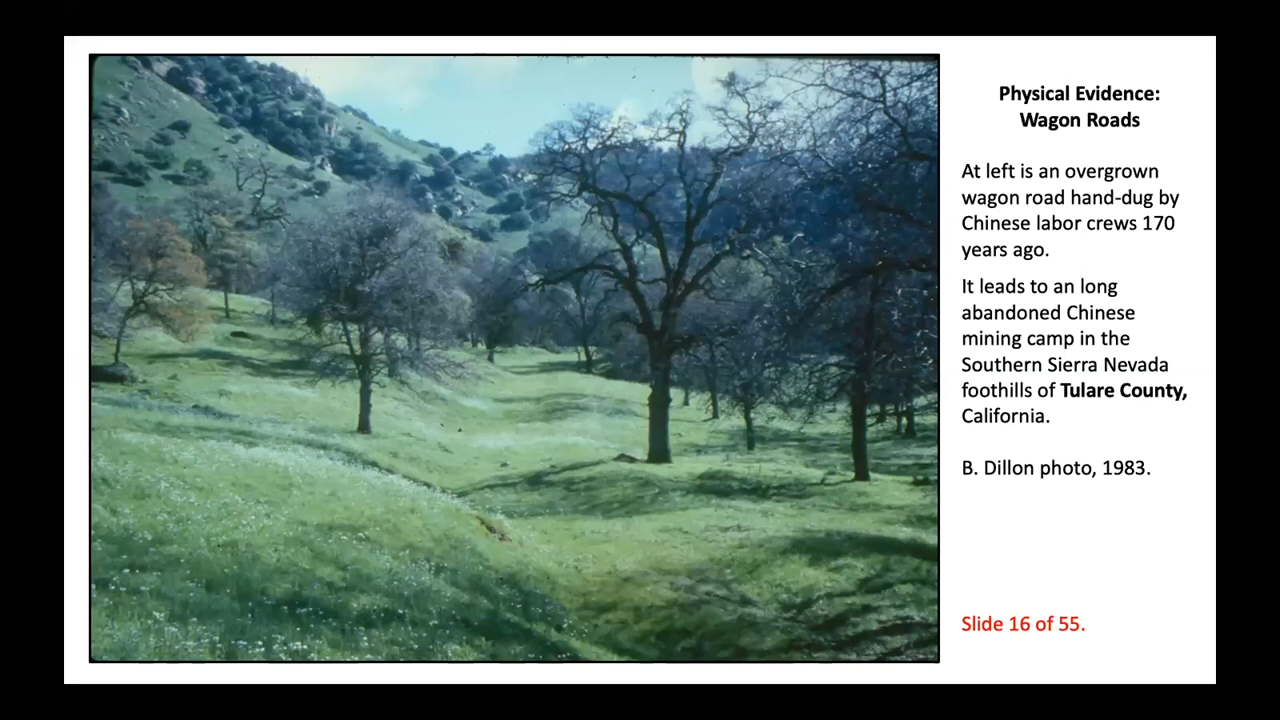 Physical Evidence:
Wagon Roads
At left is an overgrown
wagon road hand-dug by
Chinese labor crews 170
years ago.
It leads to an long
abandoned Chinese
mining camp in the
Southern Sierra Nevada
foothills of Tulare County,
California.
B. Dillon photo, 1983.
Slide 16 of 55.